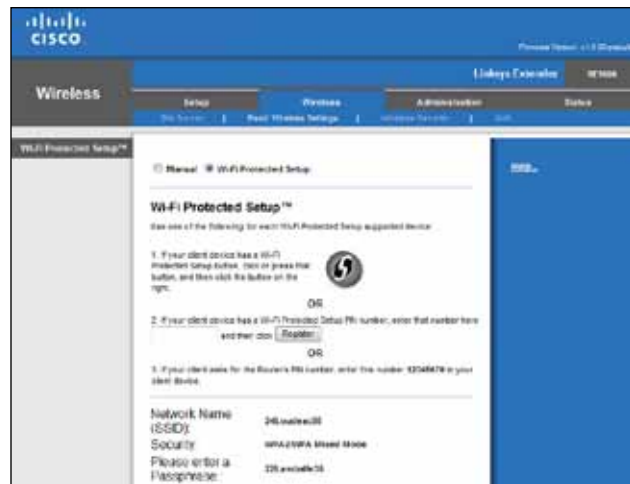 CISCO
Linksys Extender
Wireless
Setup
Wireless
Administration
Status
Basic Wireless Settings
Wi-Fi Protected Setup™
Manual
Wi-Fi Protected Setup
Wi-Fi Protected Setup™
Use one of the following for each Wi-Fi Protected Setup supported device:
1. If your client device has a Wi-Fi
Protected Setup button, click or press that
button, and then click the button on the
right.
OR
2. If your client device has a Wi-Fi Protected Setup PIN number, enter that number here
and then click
Register
OR
3. If your client asks for the Router's PIN number, enter this number 12345670 in your
client device.
Network Name
(SSID):
Security
WPA2/WPA Mixed Mode
Please enter a
Passphrase: